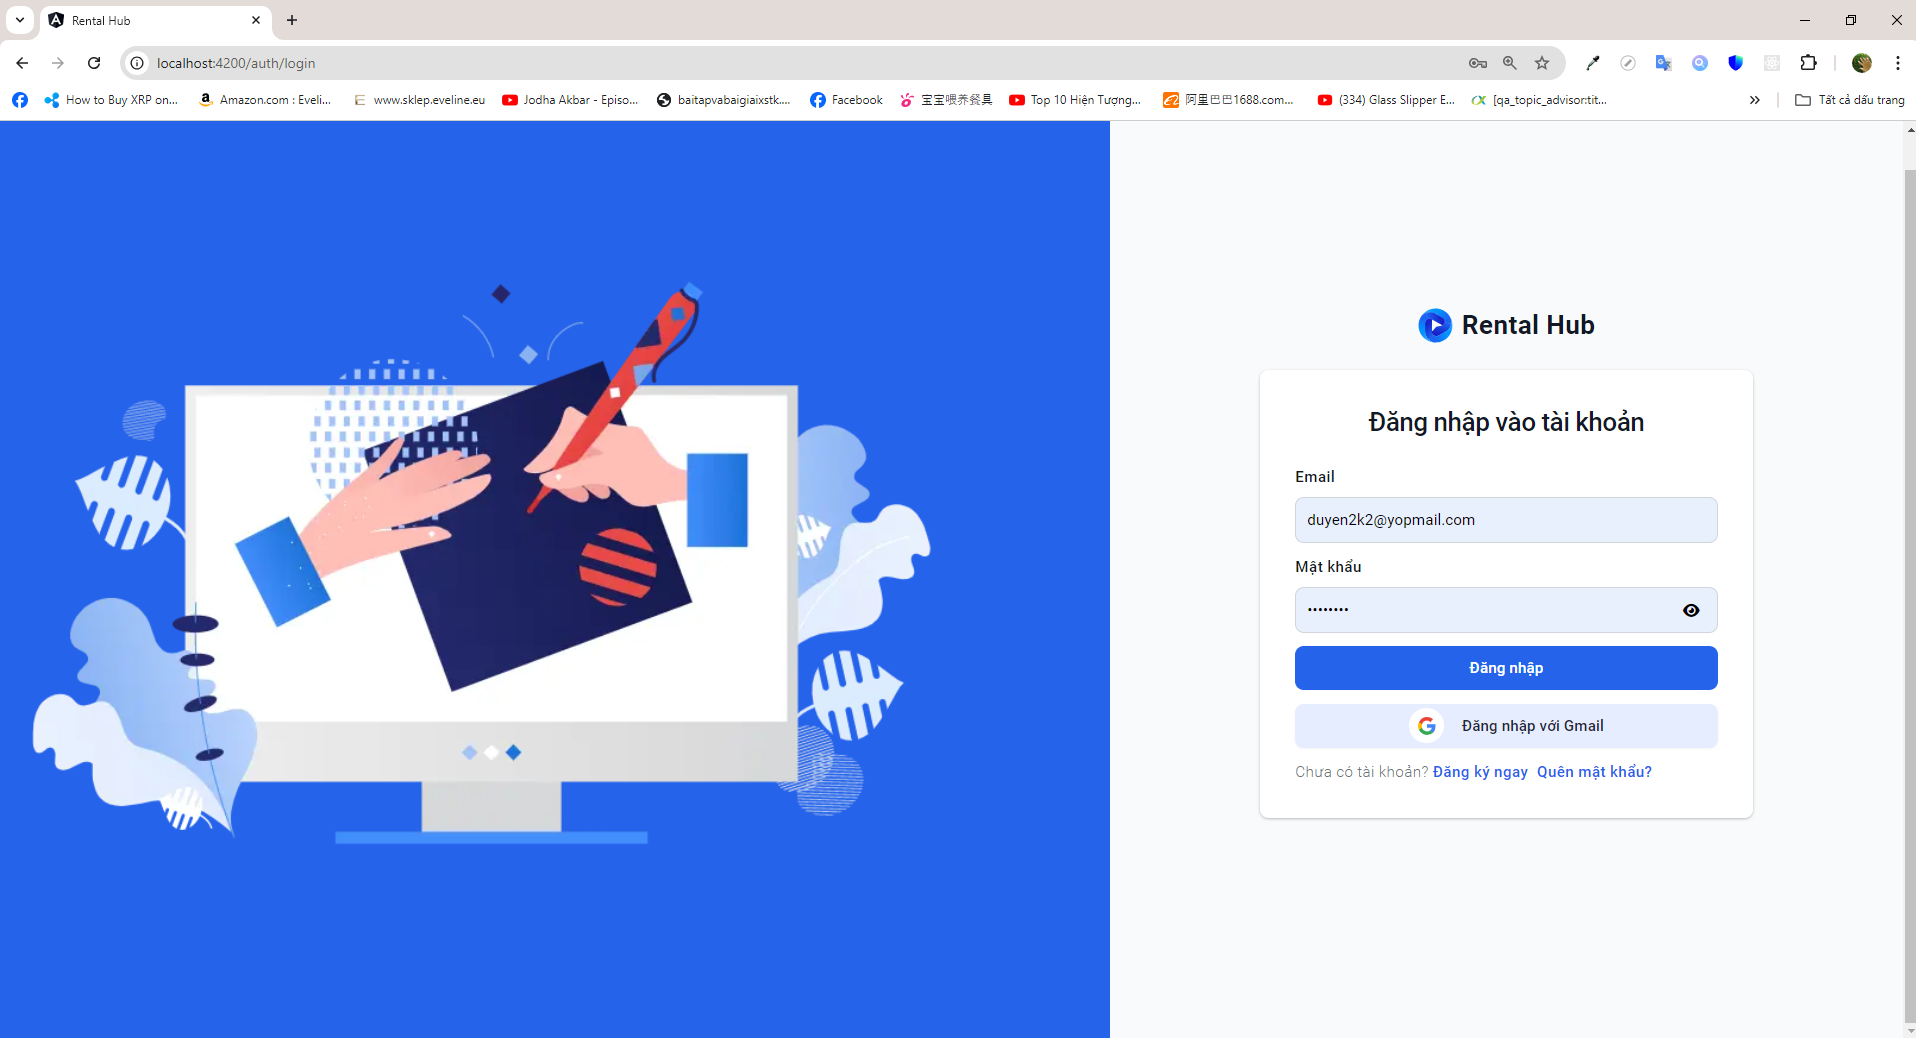 Rental Hub
localhost:4200/auth/login
How to Buy XRP on...
Amazon.com : Eveli...
www.sklep.eveline.eu
Jodha Akbar - Episo...
baitapvabaigiaixstk....
Facebook
宝宝喂养餐具
Top 10 Hiện Tượng...
阿里巴巴1688.com...
(334) Glass Slipper E...
[qa_topic_advisor:tit...
Tất cả dấu trang
Rental Hub
Đăng nhập vào tài khoản
Email
duyen2k2@yopmail.com
Mật khẩu
••••••••
Đăng nhập
Đăng nhập với Gmail
Chưa có tài khoản? Đăng ký ngay Quên mật khẩu?